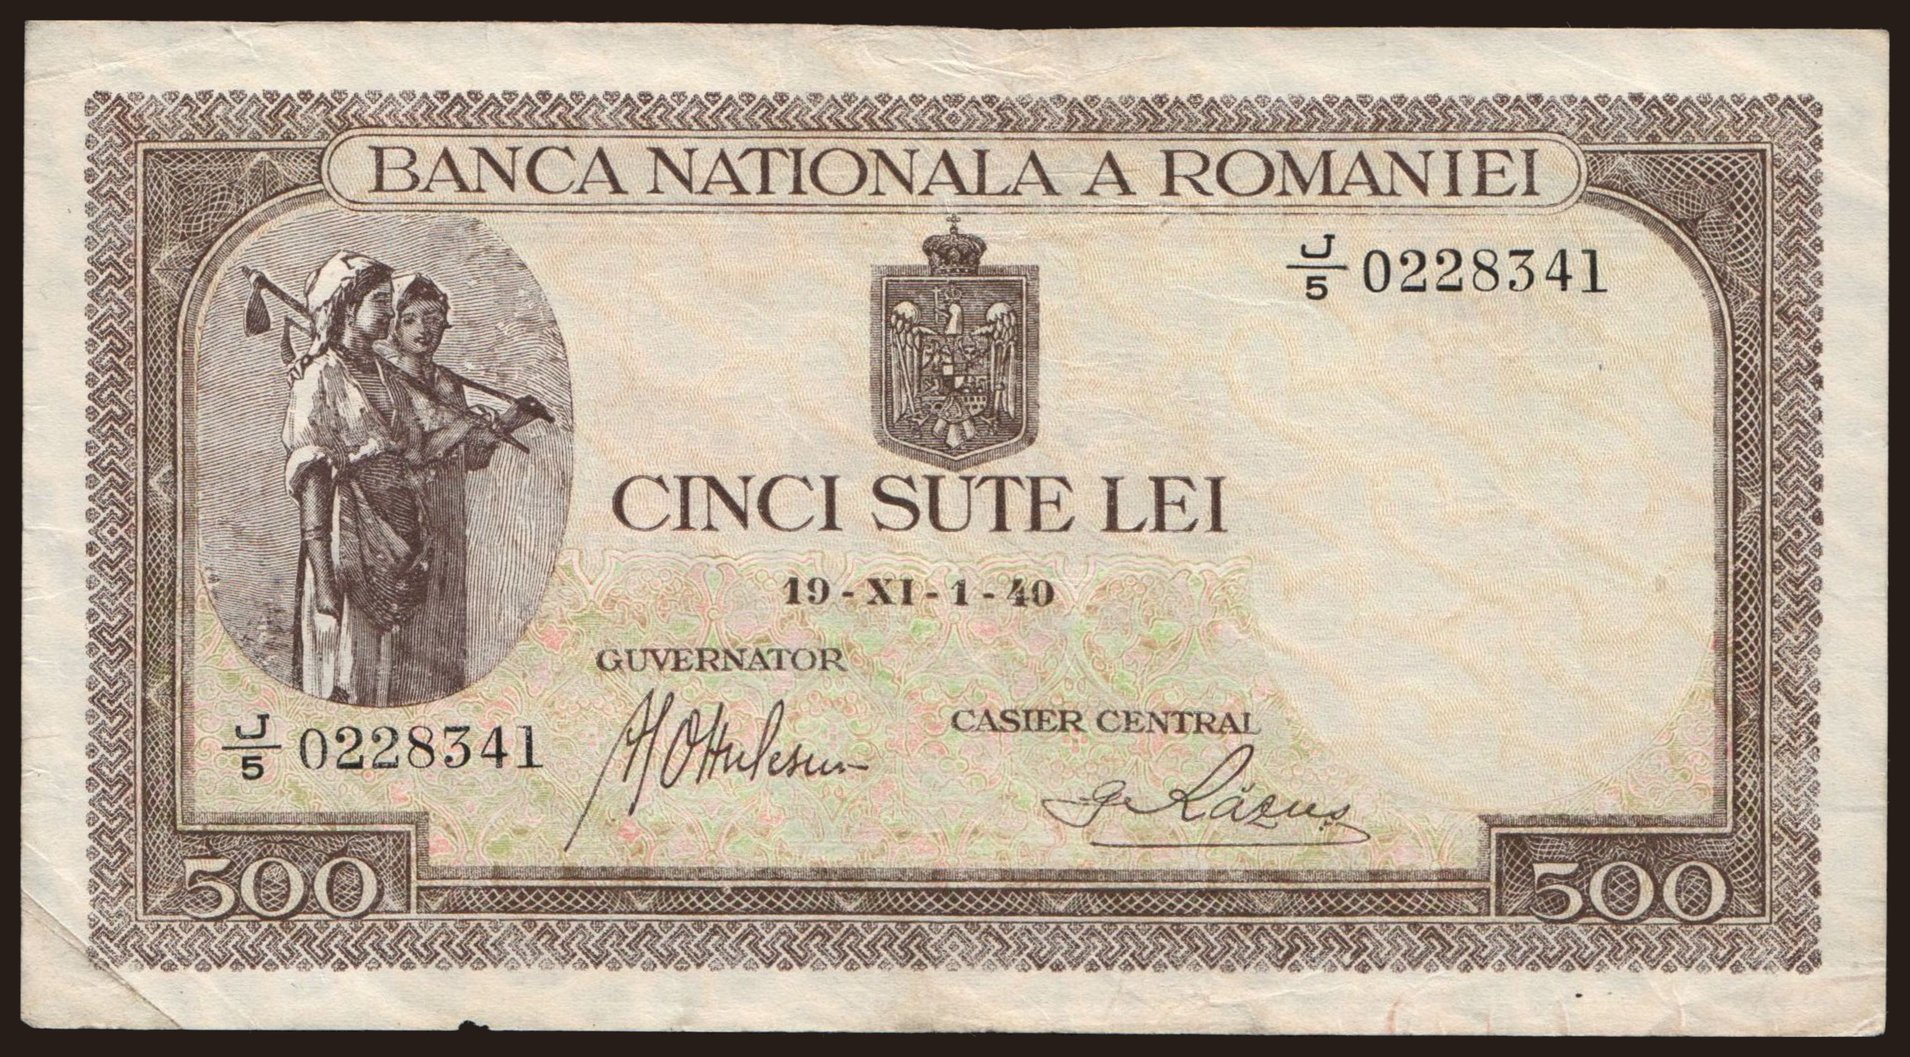 BANCA NATIONALA A ROMANIEI
J/5 0228341
CINCI SUTE LEI
19-XI-1-40
GUVERNATOR
CASIER CENTRAL
J/5 0228341
500
500